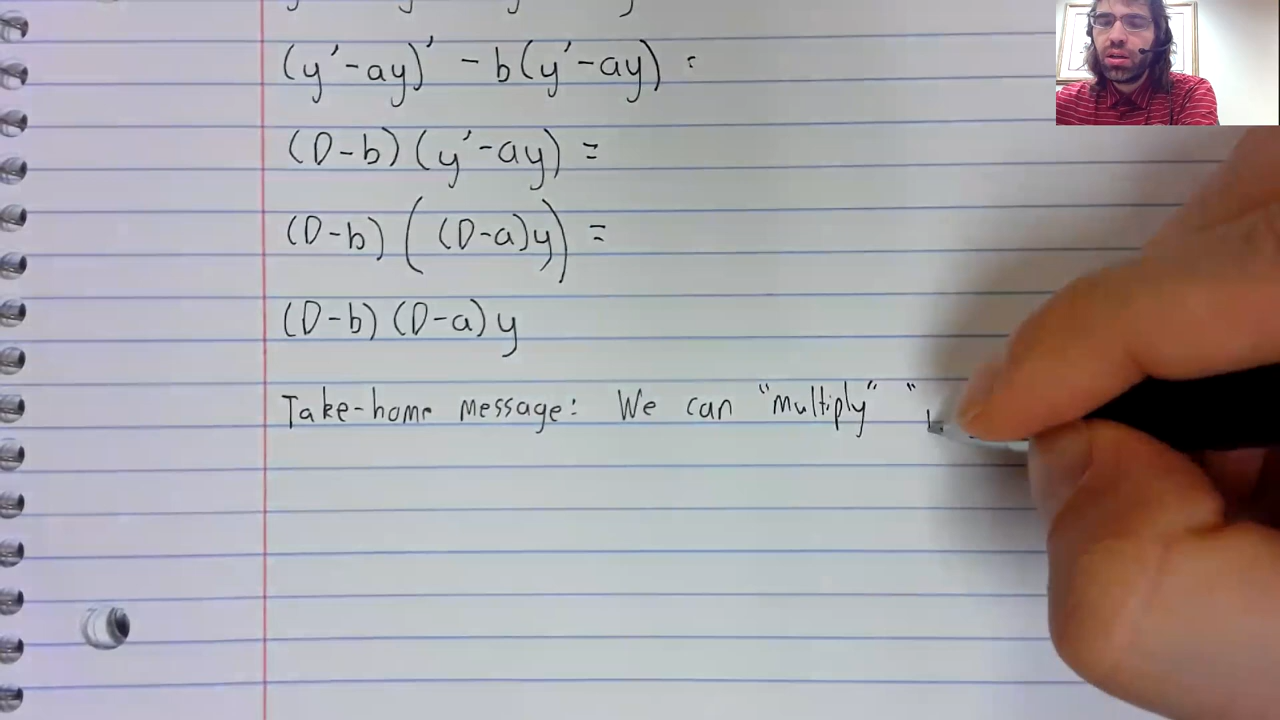 (y'-ay)' - b(y'-ay) =
(D-b)(y'-ay) =
(D-b)((D-a)y) =
(D-b)(D-a)y
Take-home message: We can "multiply" "